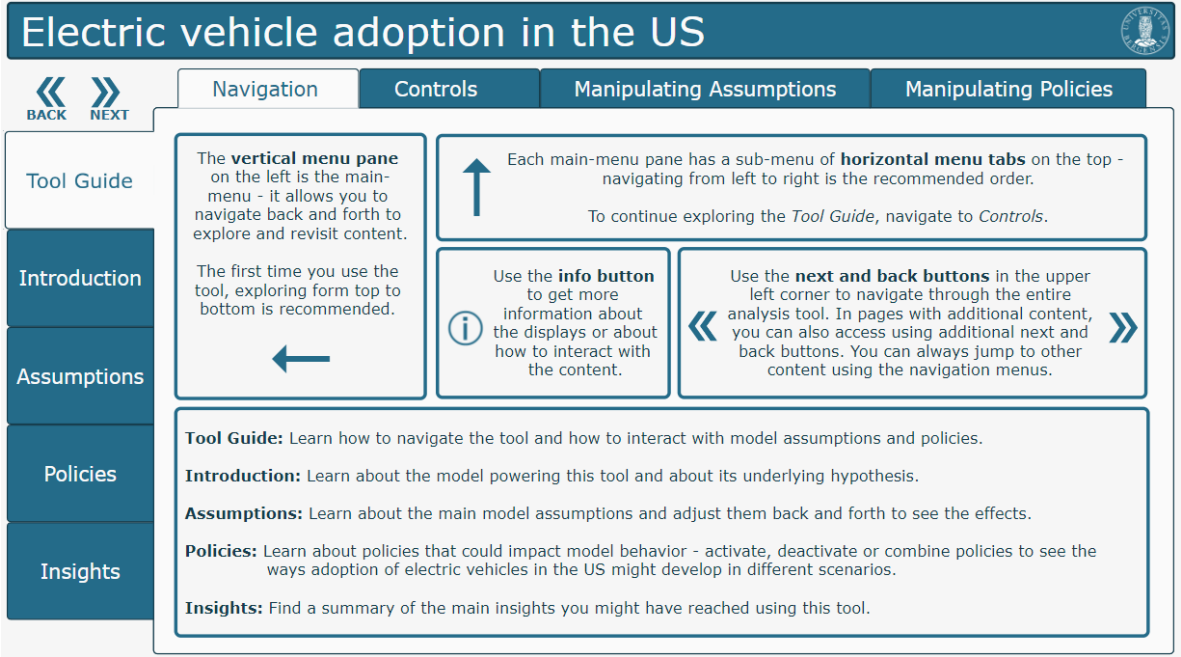 Electric vehicle adoption in the US
UNIVERSITAS
BERGENSIS
BACK NEXT
Navigation
Controls
Manipulating Assumptions
Manipulating Policies
Tool Guide
Introduction
Assumptions
Policies
Insights
The vertical menu pane
on the left is the main-
menu - it allows you to
navigate back and forth to
explore and revisit content.
The first time you use the
tool, exploring form top to
bottom is recommended.
Each main-menu pane has a sub-menu of horizontal menu tabs on the top -
navigating from left to right is the recommended order.
To continue exploring the Tool Guide, navigate to Controls.
Use the info button
to get more
information about
the displays or about
how to interact with
the content.
Use the next and back buttons in the upper
left corner to navigate through the entire
analysis tool. In pages with additional content,
you can also access using additional next and
back buttons. You can always jump to other
content using the navigation menus.
Tool Guide: Learn how to navigate the tool and how to interact with model assumptions and policies.
Introduction: Learn about the model powering this tool and about its underlying hypothesis.
Assumptions: Learn about the main model assumptions and adjust them back and forth to see the effects.
Policies: Learn about policies that could impact model behavior - activate, deactivate or combine policies to see the
ways adoption of electric vehicles in the US might develop in different scenarios.
Insights: Find a summary of the main insights you might have reached using this tool.